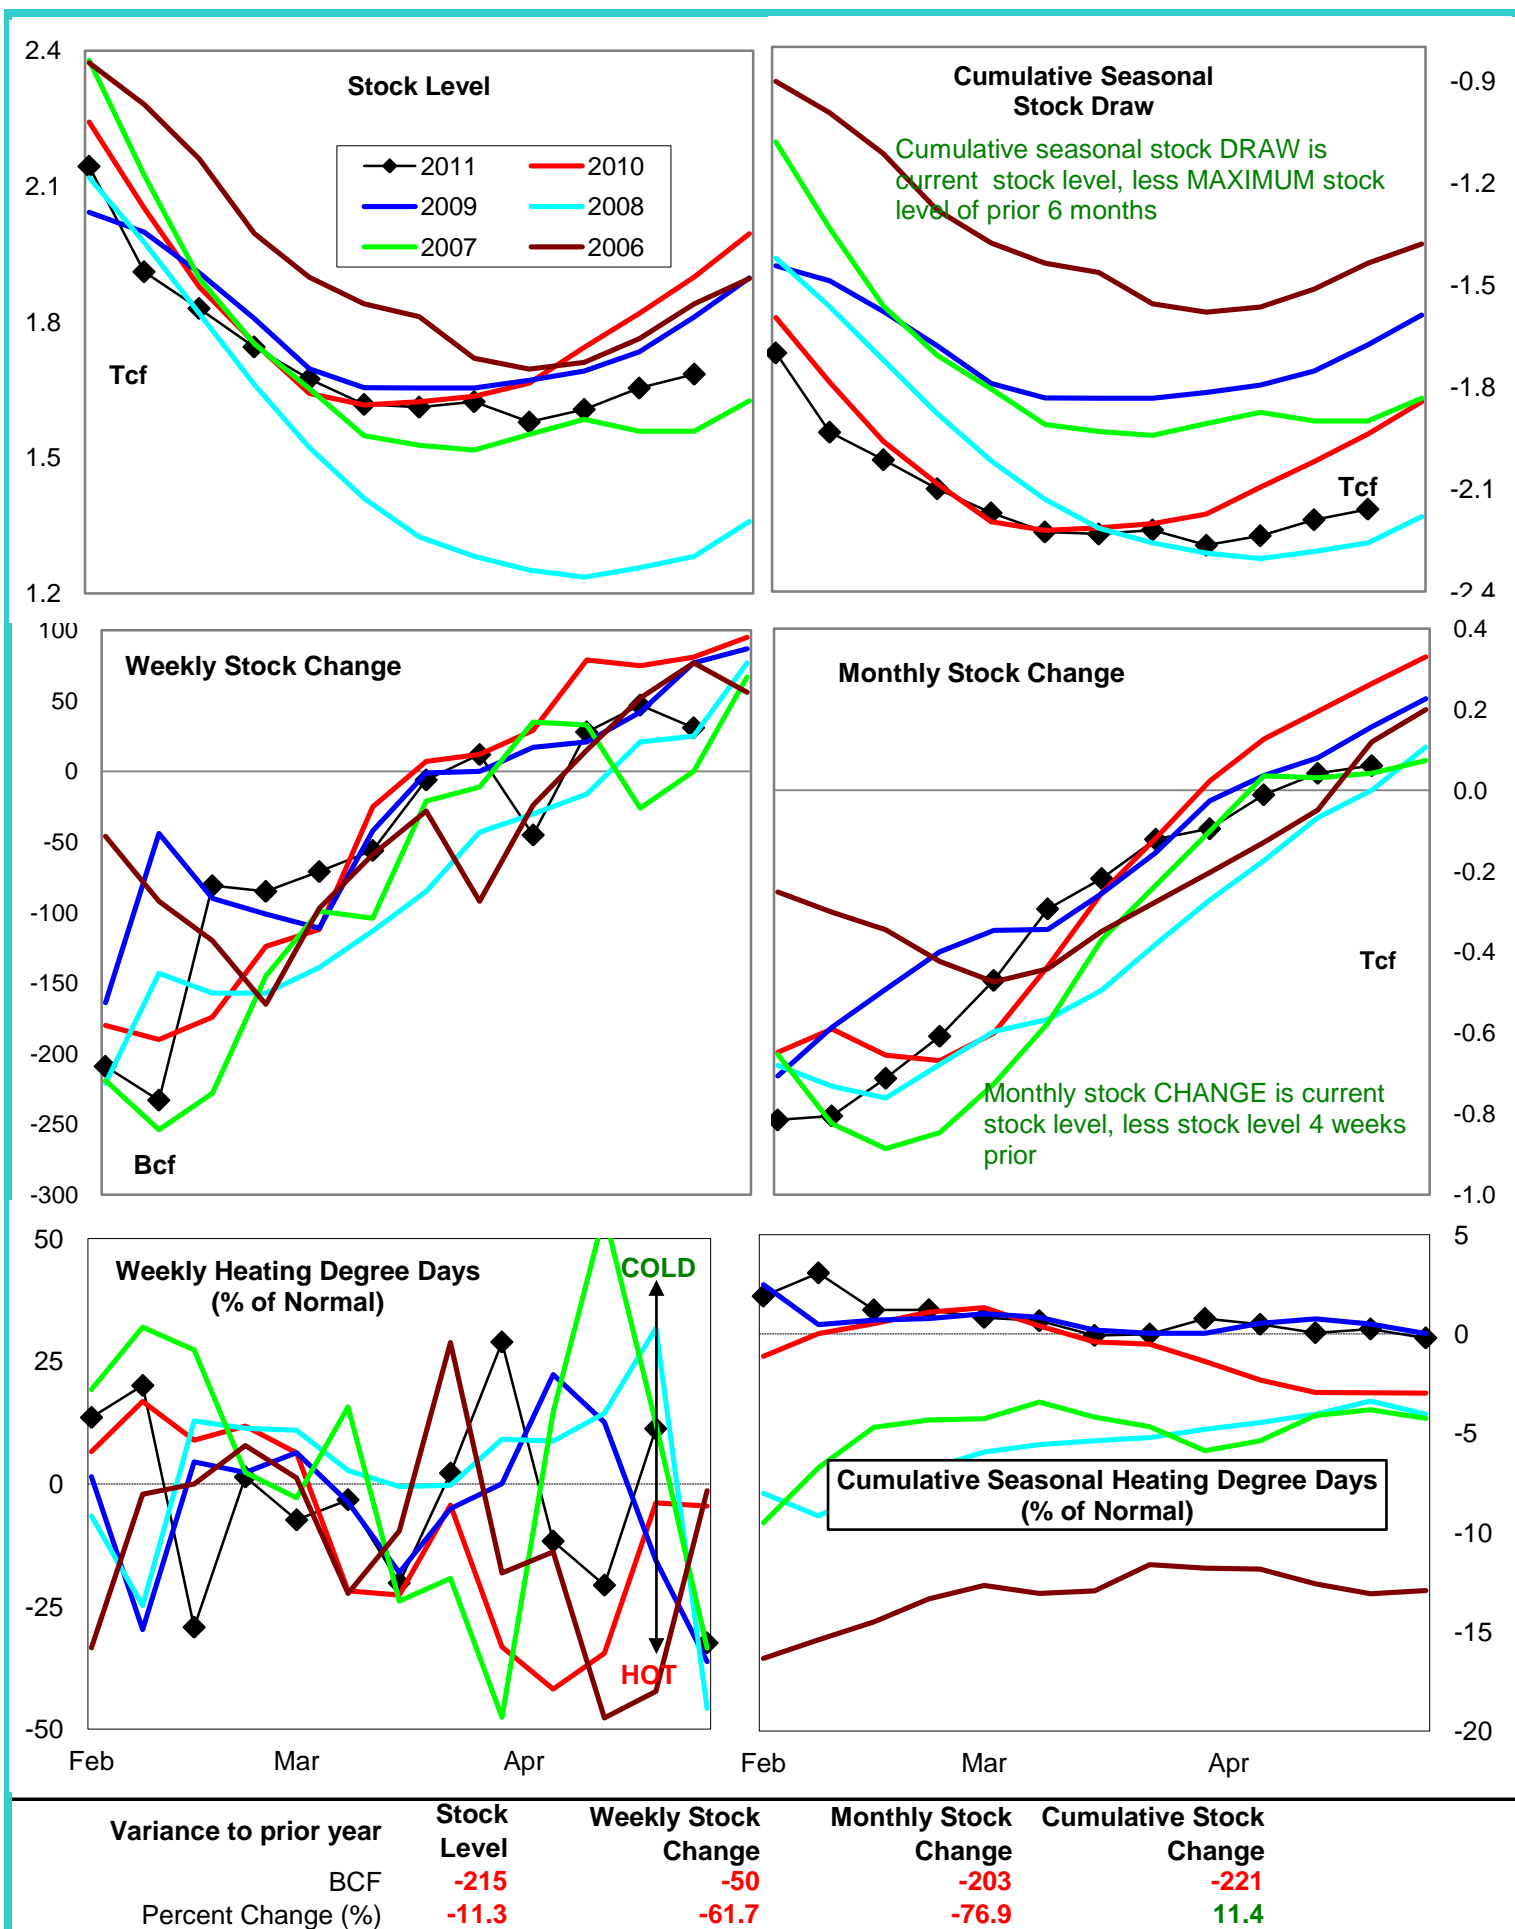 Stock Level
2.4
2.1
1.8
1.5
1.2
Tcf
2011
2010
2009
2008
2007
2006
Cumulative Seasonal
Stock Draw
Cumulative seasonal stock DRAW is
current stock level, less MAXIMUM stock
level of prior 6 months
Tcf
-0.9
-1.2
-1.5
-1.8
-2.1
-2.4
Weekly Stock Change
100
50
0
-50
-100
-150
-200
-250
-300
Bcf
Monthly Stock Change
0.4
0.2
0.0
-0.2
-0.4
-0.6
-0.8
-1.0
Tcf
Monthly stock CHANGE is current
stock level, less stock level 4 weeks
prior
Weekly Heating Degree Days
(% of Normal)
COLD
HOT
50
25
0
-25
-50
Feb
Mar
Apr
Cumulative Seasonal Heating Degree Days
(% of Normal)
5
0
-5
-10
-15
-20
Feb
Mar
Apr
Variance to prior year
Stock
Level
Weekly Stock
Change
Monthly Stock
Change
Cumulative Stock
Change
BCF -215 -50 -203 -221
Percent Change (%) -11.3 -61.7 -76.9 11.4